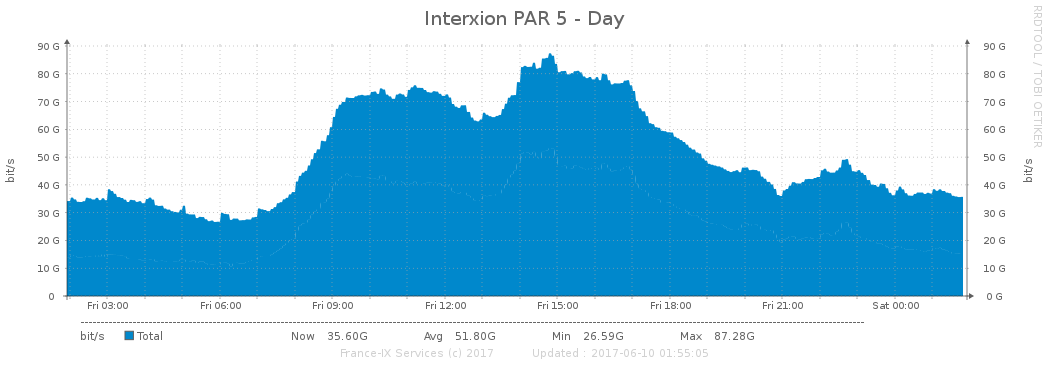 Interxion PAR 5 - Day
RRDTOOL / TOBI OETIKER
90 G 90 G
80 G 80 G
70 G 70 G
60 G 60 G
50 G 50 G
40 G 40 G
30 G 30 G
20 G 20 G
10 G 10 G
0 0 G
bit/s bit/s
Fri 03:00 Fri 06:00 Fri 09:00 Fri 12:00 Fri 15:00 Fri 18:00 Fri 21:00 Sat 00:00
bit/s Total Now 35.60G Avg 51.80G Min 26.59G Max 87.28G
France-IX Services (c) 2017 Updated : 2017-06-10 01:55:05